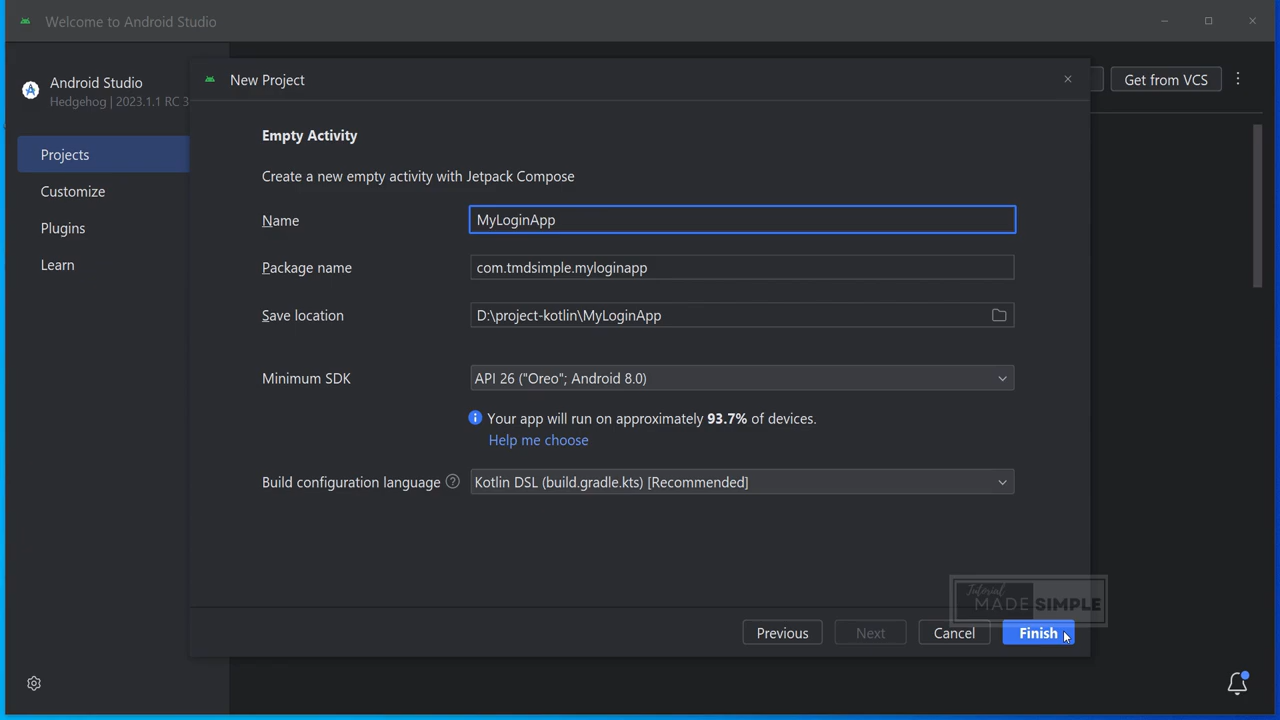 Welcome to Android Studio
Android Studio
Hedgehog | 2023.1.1 RC 3
Projects
Customize
Plugins
Learn
Get from VCS
New Project
Empty Activity
Create a new empty activity with Jetpack Compose
Name
MyLoginApp
Package name
com.tmdsimple.myloginapp
Save location
D:\project-kotlin\MyLoginApp
Minimum SDK
API 26 ("Oreo"; Android 8.0)
Your app will run on approximately 93.7% of devices.
Help me choose
Build configuration language
Kotlin DSL (build.gradle.kts) [Recommended]
Tutorial
MADE SIMPLE
Previous
Next
Cancel
Finish